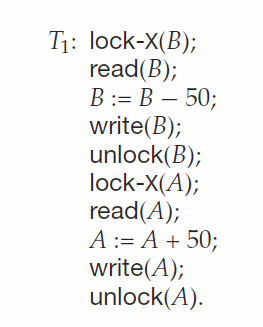 T1: lock-X(B);
read(B);
B := B – 50;
write(B);
unlock(B);
lock-X(A);
read(A);
A := A + 50;
write(A);
unlock(A).